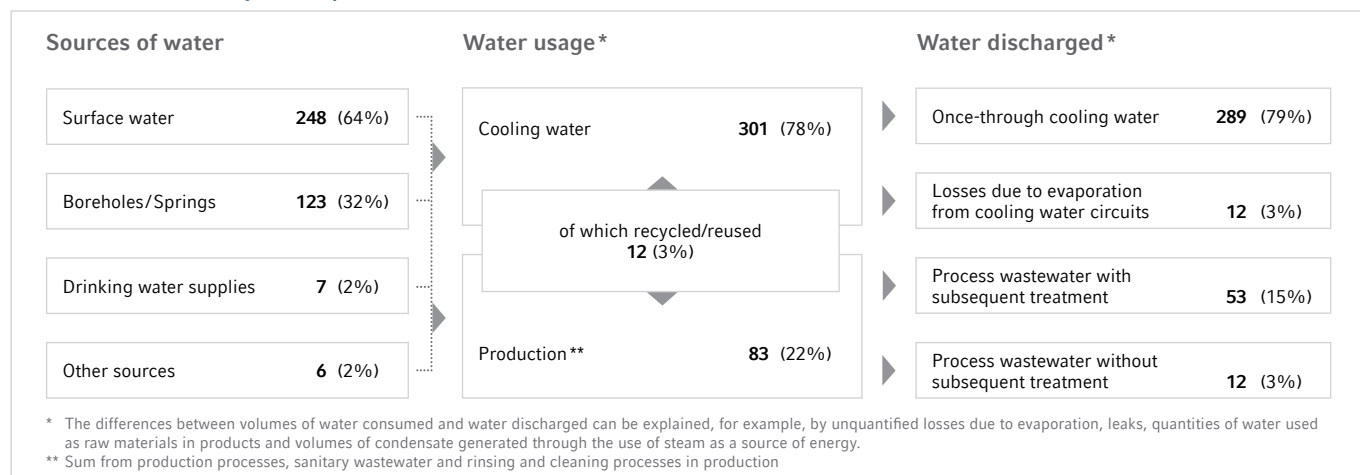 Sources of water
Water usage*
Water discharged*
Surface water 248 (64%)
Boreholes/Springs 123 (32%)
Drinking water supplies 7 (2%)
Other sources 6 (2%)
Cooling water 301 (78%)
of which recycled/reused
12 (3%)
Production** 83 (22%)
Once-through cooling water 289 (79%)
Losses due to evaporation
from cooling water circuits 12 (3%)
Process wastewater with
subsequent treatment 53 (15%)
Process wastewater without
subsequent treatment 12 (3%)
* The differences between volumes of water consumed and water discharged can be explained, for example, by unquantified losses due to evaporation, leaks, quantities of water used
as raw materials in products and volumes of condensate generated through the use of steam as a source of energy.
** Sum from production processes, sanitary wastewater and rinsing and cleaning processes in production